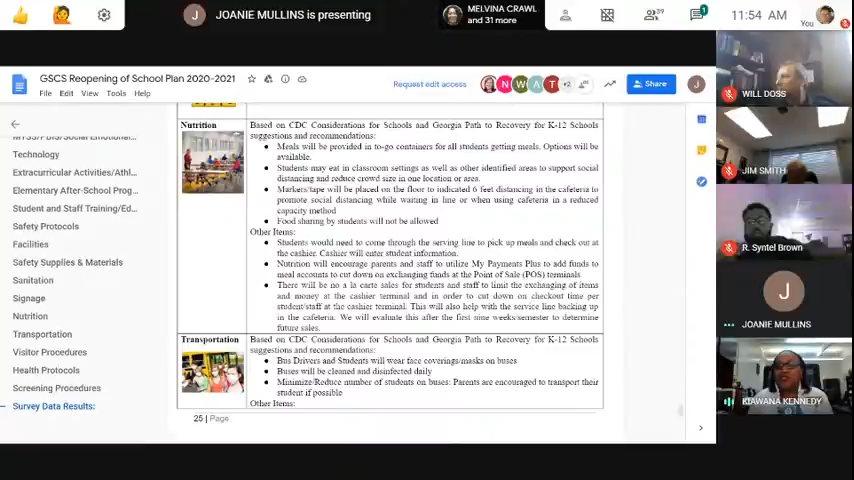 JOANIE MULLINS is presenting
MELVINA CRAWL
and 31 more
39
1
11:54 AM
You
GSCS Reopening of School Plan 2020-2021
File Edit View Tools Help
Request edit access
N W A T +2
Share
J
MTSS/PBIS/Social Emotional...
Technology
Extracurricular Activities/Athl...
Elementary After-School Prog...
Student and Staff Training/Ed...
Safety Protocols
Facilities
Safety Supplies & Materials
Sanitation
Signage
Nutrition
Transportation
Visitor Procedures
Health Protocols
Screening Procedures
Survey Data Results:
Nutrition
Based on CDC Considerations for Schools and Georgia Path to Recovery for K-12 Schools
suggestions and recommendations:
● Meals will be provided in to-go containers for all students getting meals. Options will be
available.
● Students may eat in classroom settings as well as other identified areas to support social
distancing and reduce crowd size in one location or area.
● Markers/tape will be placed on the floor to indicated 6 feet distancing in the cafeteria to
promote social distancing while waiting in line or when using cafeteria in a reduced
capacity method
● Food sharing by students will not be allowed
Other Items:
● Students would need to come through the serving line to pick up meals and check out at
the cashier. Cashier will enter student information.
● Nutrition will encourage parents and staff to utilize My Payments Plus to add funds to
meal accounts to cut down on exchanging funds at the Point of Sale (POS) terminals
● There will be no a la carte sales for students and staff to limit the exchanging of items
and money at the cashier terminal and in order to cut down on checkout time per
student/staff at the cashier terminal. This will also help with the service line backing up
in the cafeteria. We will evaluate this after the first nine weeks/semester to determine
future sales.
Transportation
Based on CDC Considerations for Schools and Georgia Path to Recovery for K-12 Schools
suggestions and recommendations:
● Bus Drivers and Students will wear face coverings/masks on buses
● Buses will be cleaned and disinfected daily
● Minimize/Reduce number of students on buses: Parents are encouraged to transport their
student if possible
Other Items:
25 | Page
WILL DOSS
JIM SMITH
R. Syntel Brown
J
JOANIE MULLINS
KIAWANA KENNEDY